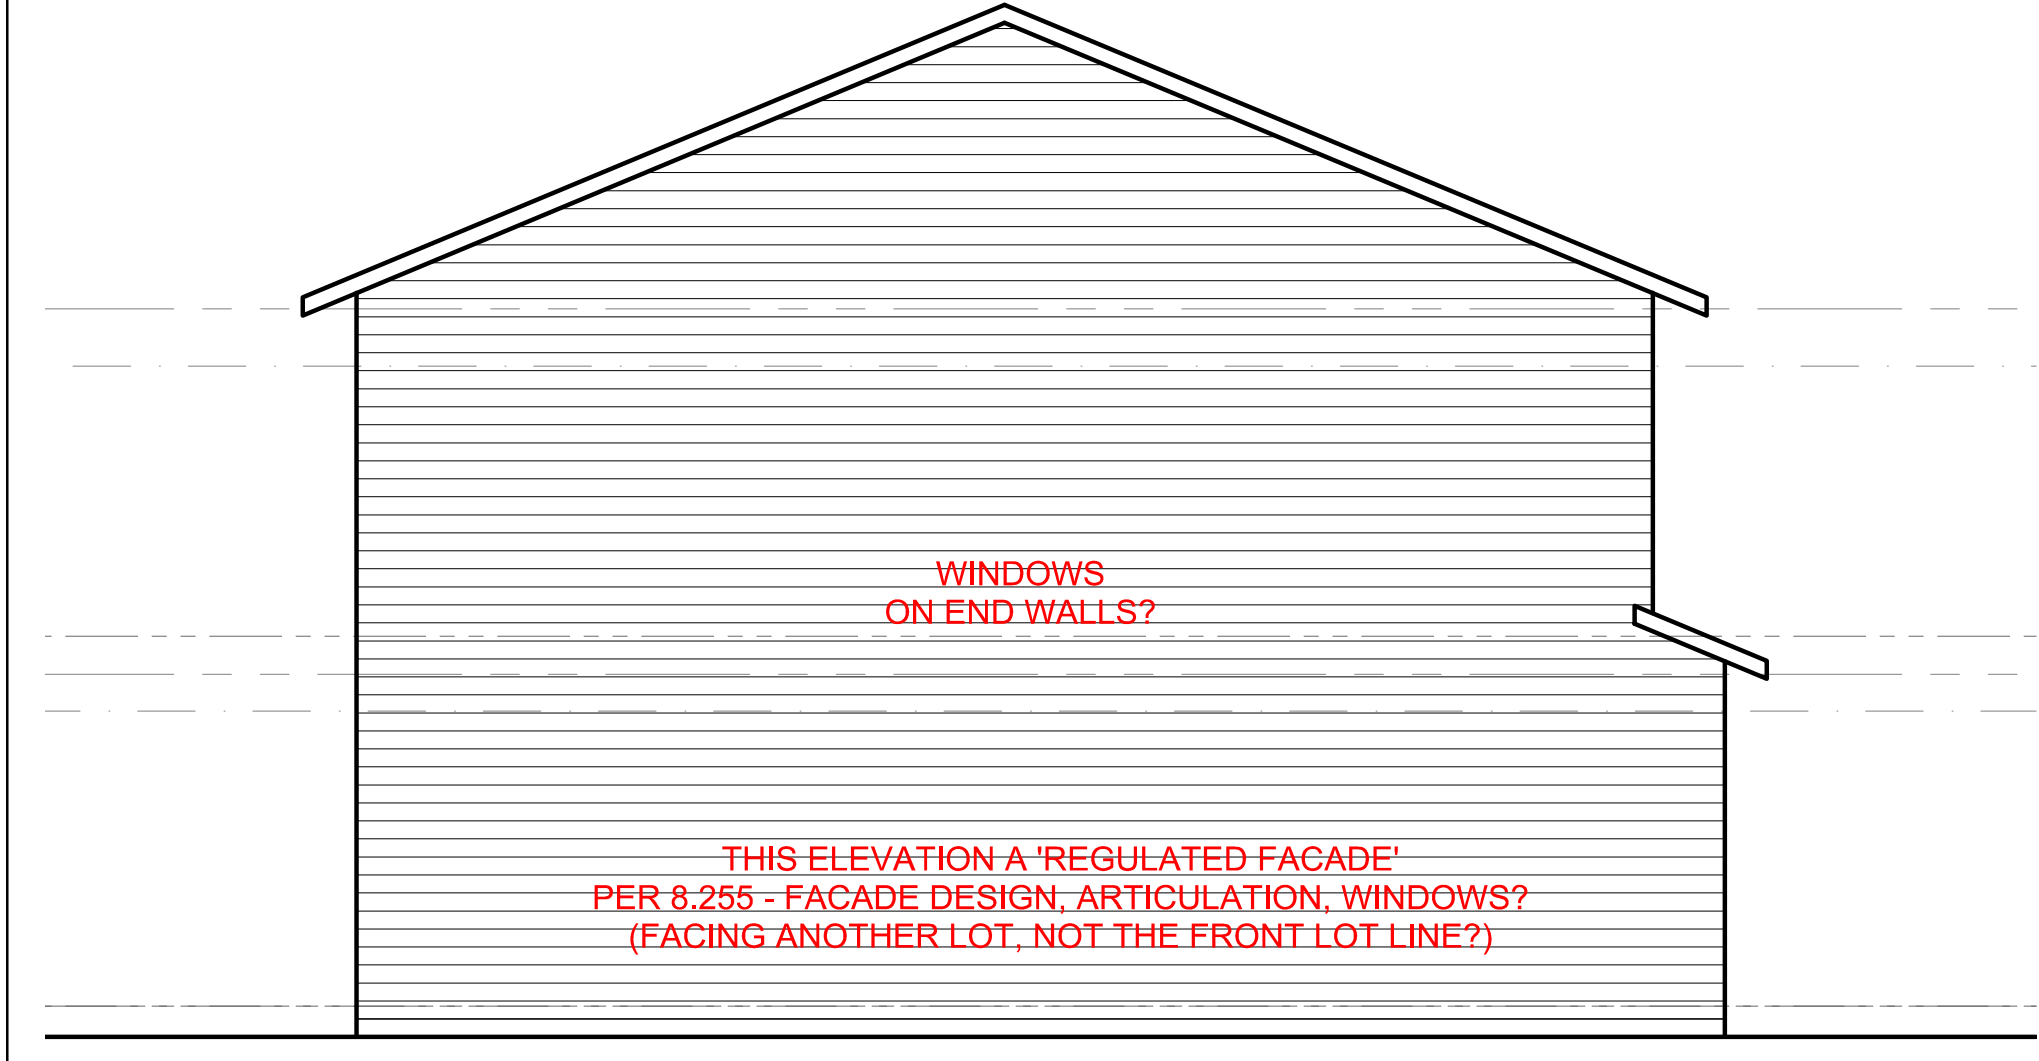 WINDOWS
ON END WALLS?
THIS ELEVATION A 'REGULATED FACADE'
PER 8.255 - FACADE DESIGN, ARTICULATION, WINDOWS?
(FACING ANOTHER LOT, NOT THE FRONT LOT LINE?)